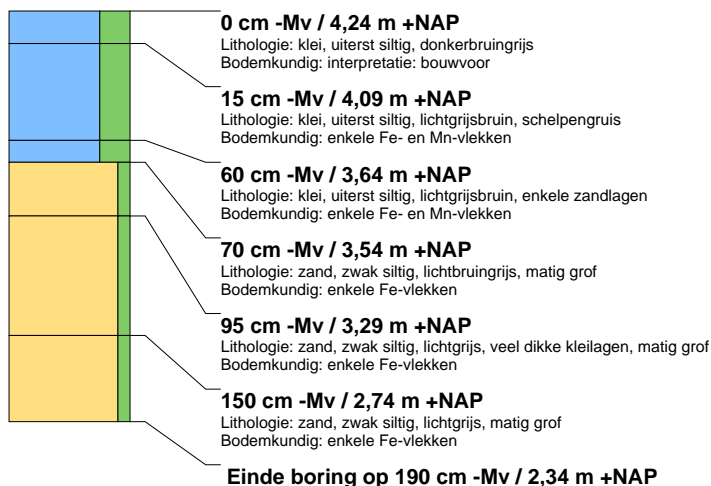 0 cm -Mv / 4,24 m +NAP
Lithologie: klei, uiterst siltig, donkerbruingrijs
Bodemkundig: interpretatie: bouwvoor
15 cm -Mv / 4,09 m +NAP
Lithologie: klei, uiterst siltig, lichtgrijsbruin, schelpengruis
Bodemkundig: enkele Fe- en Mn-vlekken
60 cm -Mv / 3,64 m +NAP
Lithologie: klei, uiterst siltig, lichtgrijsbruin, enkele zandlagen
Bodemkundig: enkele Fe- en Mn-vlekken
70 cm -Mv / 3,54 m +NAP
Lithologie: zand, zwak siltig, lichtbruingrijs, matig grof
Bodemkundig: enkele Fe-vlekken
95 cm -Mv / 3,29 m +NAP
Lithologie: zand, zwak siltig, lichtgrijs, veel dikke kleilagen, matig grof
Bodemkundig: enkele Fe-vlekken
150 cm -Mv / 2,74 m +NAP
Lithologie: zand, zwak siltig, lichtgrijs, matig grof
Bodemkundig: enkele Fe-vlekken
Einde boring op 190 cm -Mv / 2,34 m +NAP